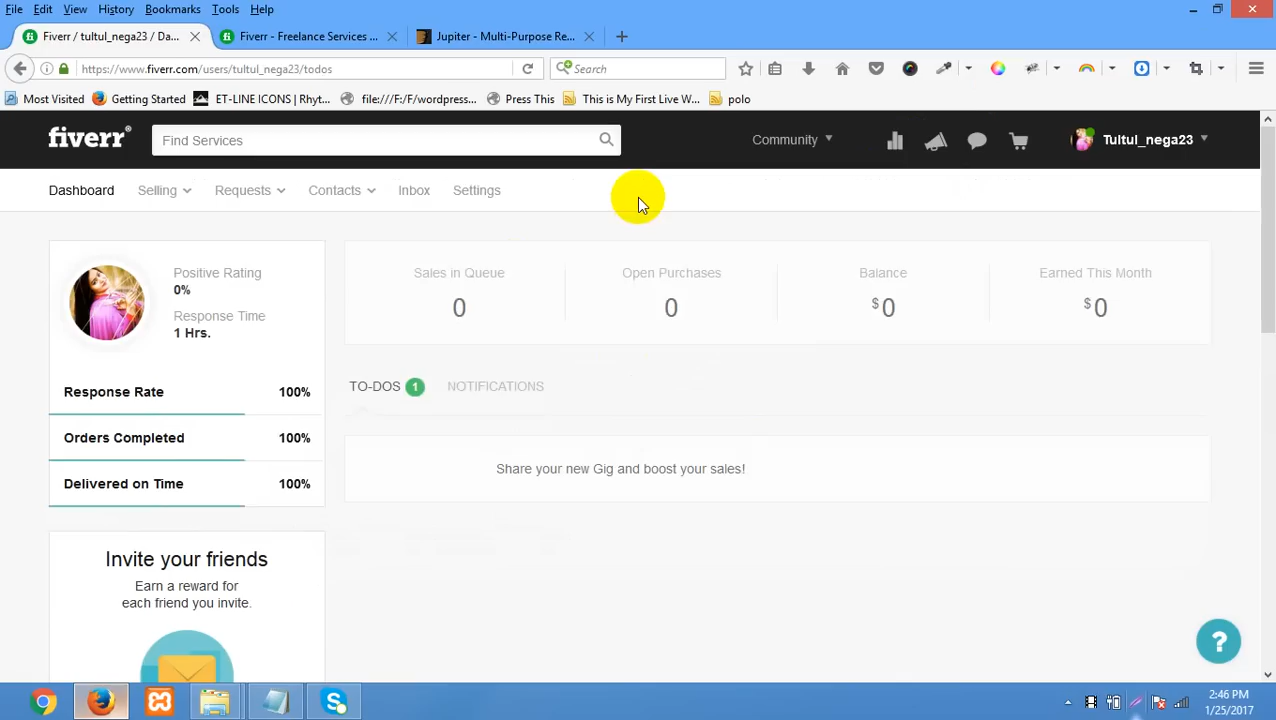 File Edit View History Bookmarks Tools Help
Fiverr / tultul_nega23 / Da...
Fiverr - Freelance Services ...
Jupiter - Multi-Purpose Re...
https://www.fiverr.com/users/tultul_nega23/todos
Search
Most Visited
Getting Started
ET-LINE ICONS | Rhyt...
file:///F:/F/wordpress...
Press This
This is My First Live W...
polo
fiverr®
Find Services
Community
Tultul_nega23
Dashboard
Selling
Requests
Contacts
Inbox
Settings
Positive Rating
0%
Response Time
1 Hrs.
Response Rate 100%
Orders Completed 100%
Delivered on Time 100%
Sales in Queue
0
Open Purchases
0
Balance
$0
Earned This Month
$0
TO-DOS 1
NOTIFICATIONS
Share your new Gig and boost your sales!
Invite your friends
Earn a reward for
each friend you invite.
?
2:46 PM
1/25/2017